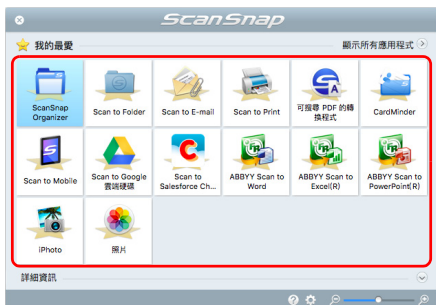 ScanSnap
我的最愛
顯示所有應用程式
ScanSnap
Organizer
Scan to Folder
Scan to E-mail
Scan to Print
可搜尋 PDF 的轉
換程式
CardMinder
Scan to Mobile
Scan to Google
雲端硬碟
Scan to
Salesforce Ch...
ABBYY Scan to
Word
ABBYY Scan to
Excel(R)
ABBYY Scan to
PowerPoint(R)
iPhoto
照片
詳細資訊